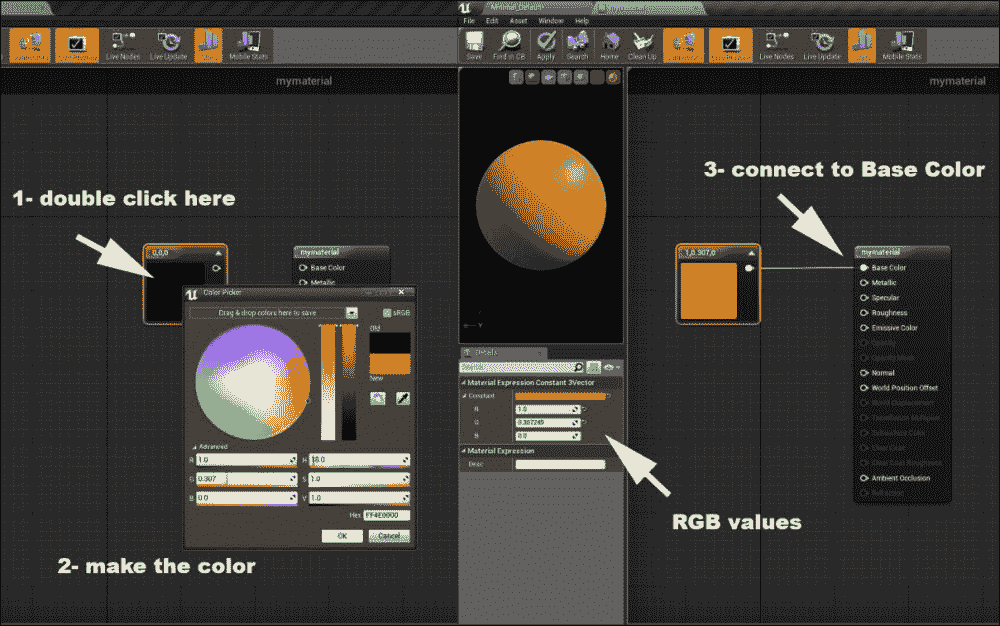 Minimal_Default
File Edit Asset Window Help
Live Nodes Live Update Mobile Stats
Save Find in CB Apply Search Home Clean Up Live Nodes Live Update Mobile Stats
mymaterial
mymaterial
1- double click here
0,0,0
mymaterial
Base Color
Metallic
Color Picker
Drag & drop colors here to save
sRGB
Old
New
Advanced
R 1.0 H 18.0
G 0.307 S 1.0
B 0.0 V 1.0
Hex FF4E0000
OK Cancel
2- make the color
Details
Material Expression Constant 3Vector
Constant
R 1.0
G 0.307249
B 0.0
Material Expression
Desc
3- connect to Base Color
1,0.307,0
mymaterial
Base Color
Metallic
Specular
Roughness
Emissive Color
Normal
World Position Offset
Ambient Occlusion
RGB values